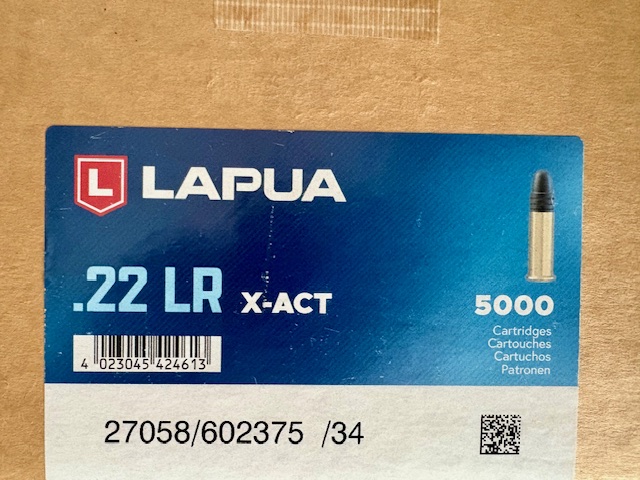 L LAPUA
.22 LR X-ACT
5000
Cartridges
Cartouches
Cartuchos
Patronen
4 023045 424613
27058/602375 /34